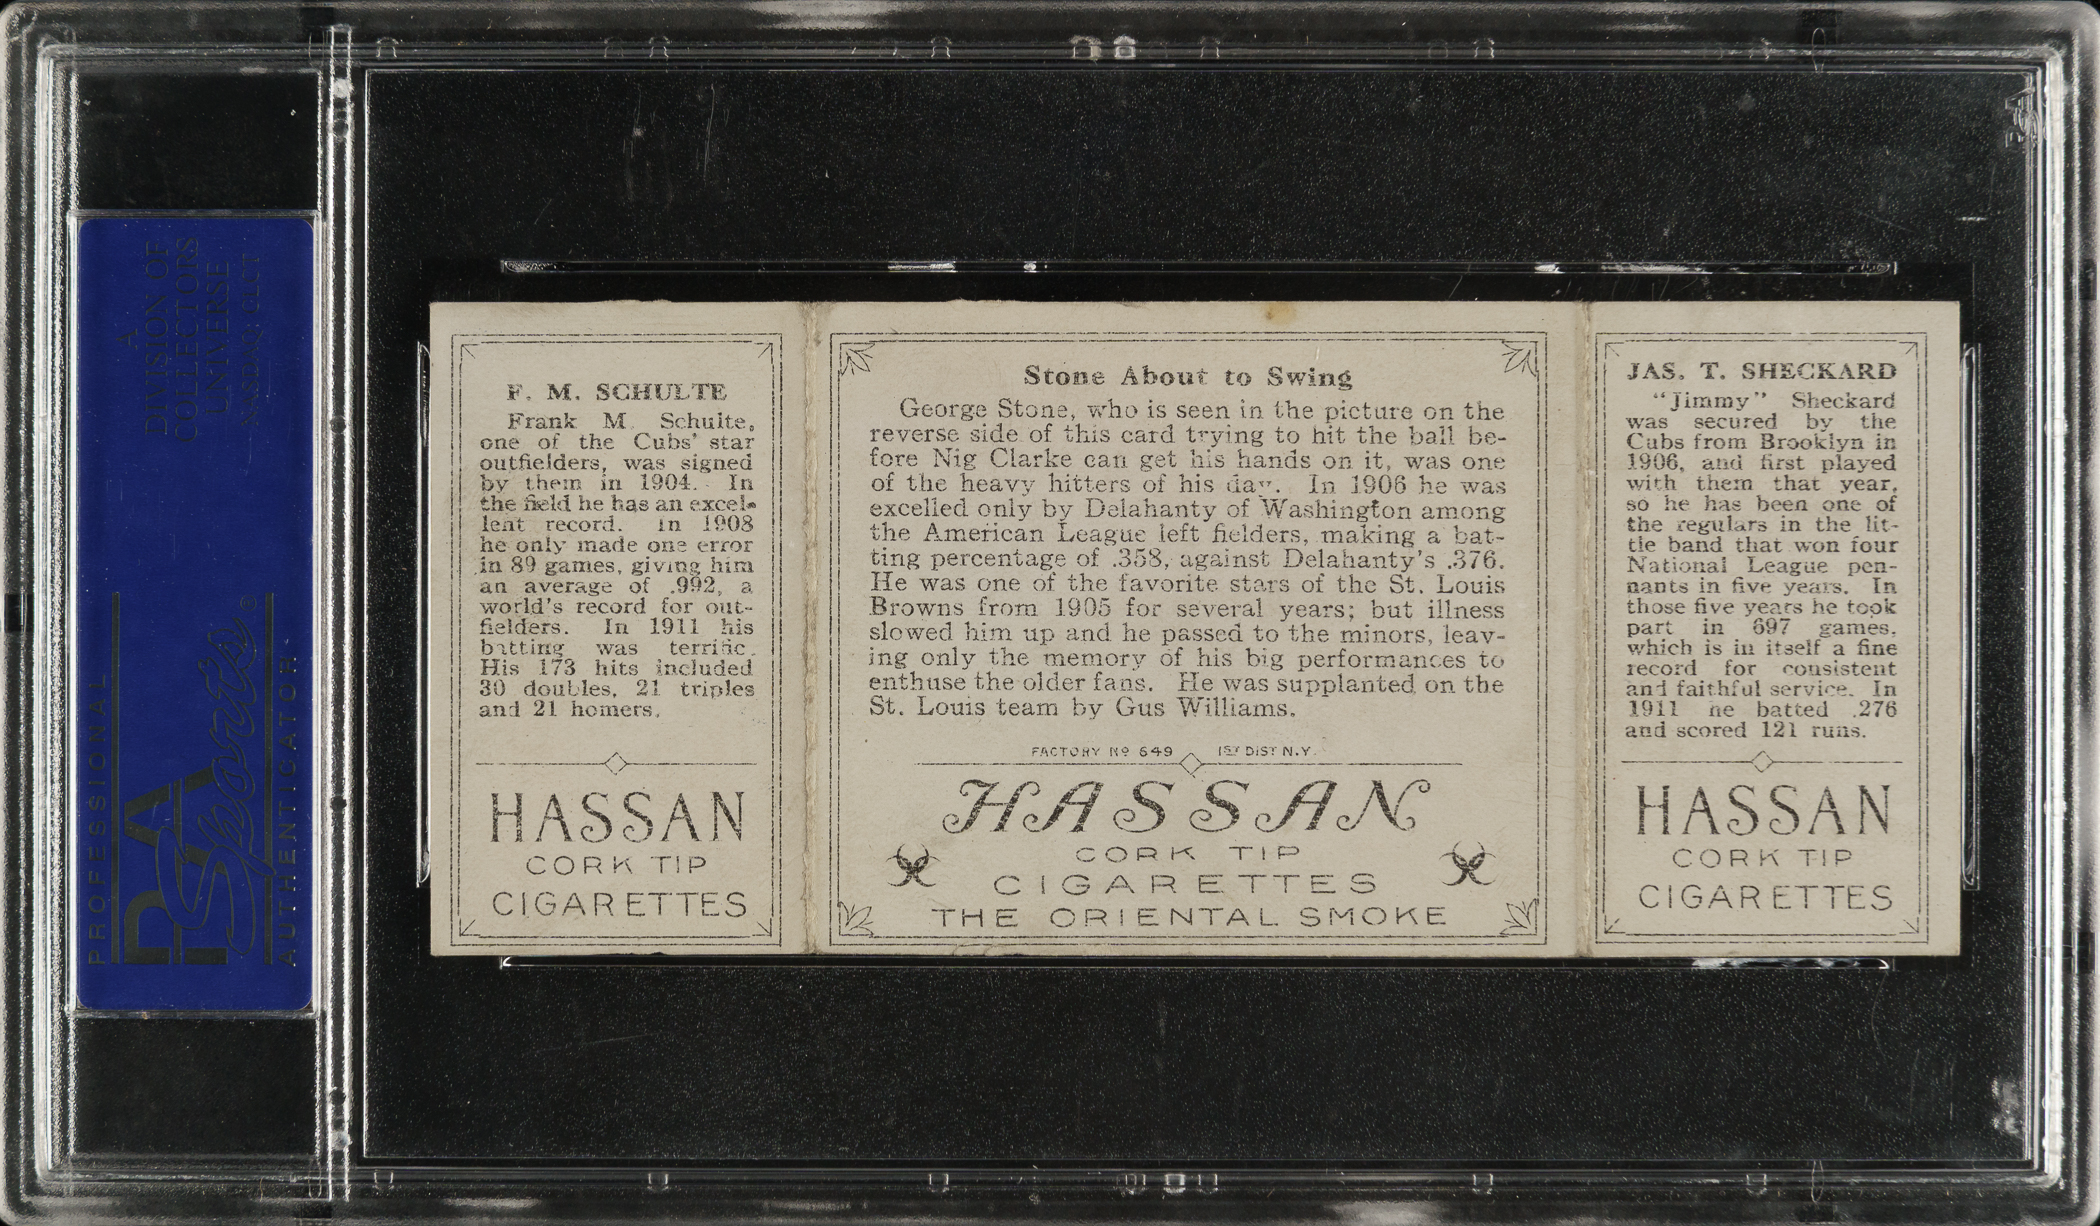 A
DIVISION OF
COLLECTORS
UNIVERSE
NASDAQ: CLCT
PROFESSIONAL
PSA
Sports®
AUTHENTICATOR
F. M. SCHULTE
Frank M. Schulte,
one of the Cubs' star
outfielders, was signed
by them in 1904. In
the field he has an excel-
lent record. In 1908
he only made one error
in 89 games, giving him
an average of .992, a
world's record for out-
fielders. In 1911 his
batting was terrific.
His 173 hits included
30 doubles, 21 triples
and 21 homers.
HASSAN
CORK TIP
CIGARETTES
Stone About to Swing
George Stone, who is seen in the picture on the
reverse side of this card trying to hit the ball be-
fore Nig Clarke can get his hands on it, was one
of the heavy hitters of his day. In 1906 he was
excelled only by Delahanty of Washington among
the American League left fielders, making a bat-
ting percentage of .358, against Delahanty's .376.
He was one of the favorite stars of the St. Louis
Browns from 1905 for several years; but illness
slowed him up and he passed to the minors, leav-
ing only the memory of his big performances to
enthuse the older fans. He was supplanted on the
St. Louis team by Gus Williams.
FACTORY No 649 1ST DIST N.Y.
HASSAN
CORK TIP
CIGARETTES
THE ORIENTAL SMOKE
JAS. T. SHECKARD
"Jimmy" Sheckard
was secured by the
Cubs from Brooklyn in
1906, and first played
with them that year,
so he has been one of
the regulars in the lit-
tle band that won four
National League pen-
nants in five years. In
those five years he took
part in 697 games,
which is in itself a fine
record for consistent
and faithful service. In
1911 he batted .276
and scored 121 runs.
HASSAN
CORK TIP
CIGARETTES
PSA